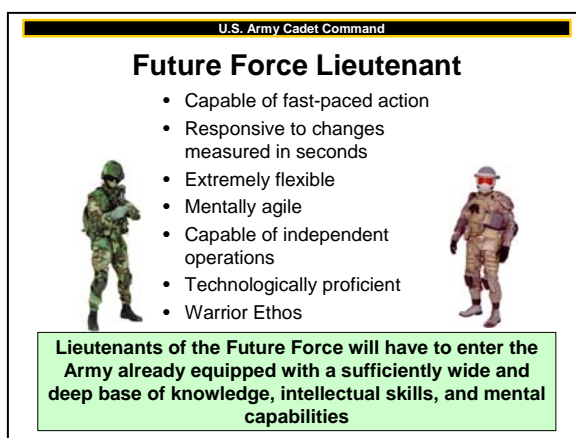 U.S. Army Cadet Command
Future Force Lieutenant
• Capable of fast-paced action
• Responsive to changes
measured in seconds
• Extremely flexible
• Mentally agile
• Capable of independent
operations
• Technologically proficient
• Warrior Ethos
Lieutenants of the Future Force will have to enter the
Army already equipped with a sufficiently wide and
deep base of knowledge, intellectual skills, and mental
capabilities